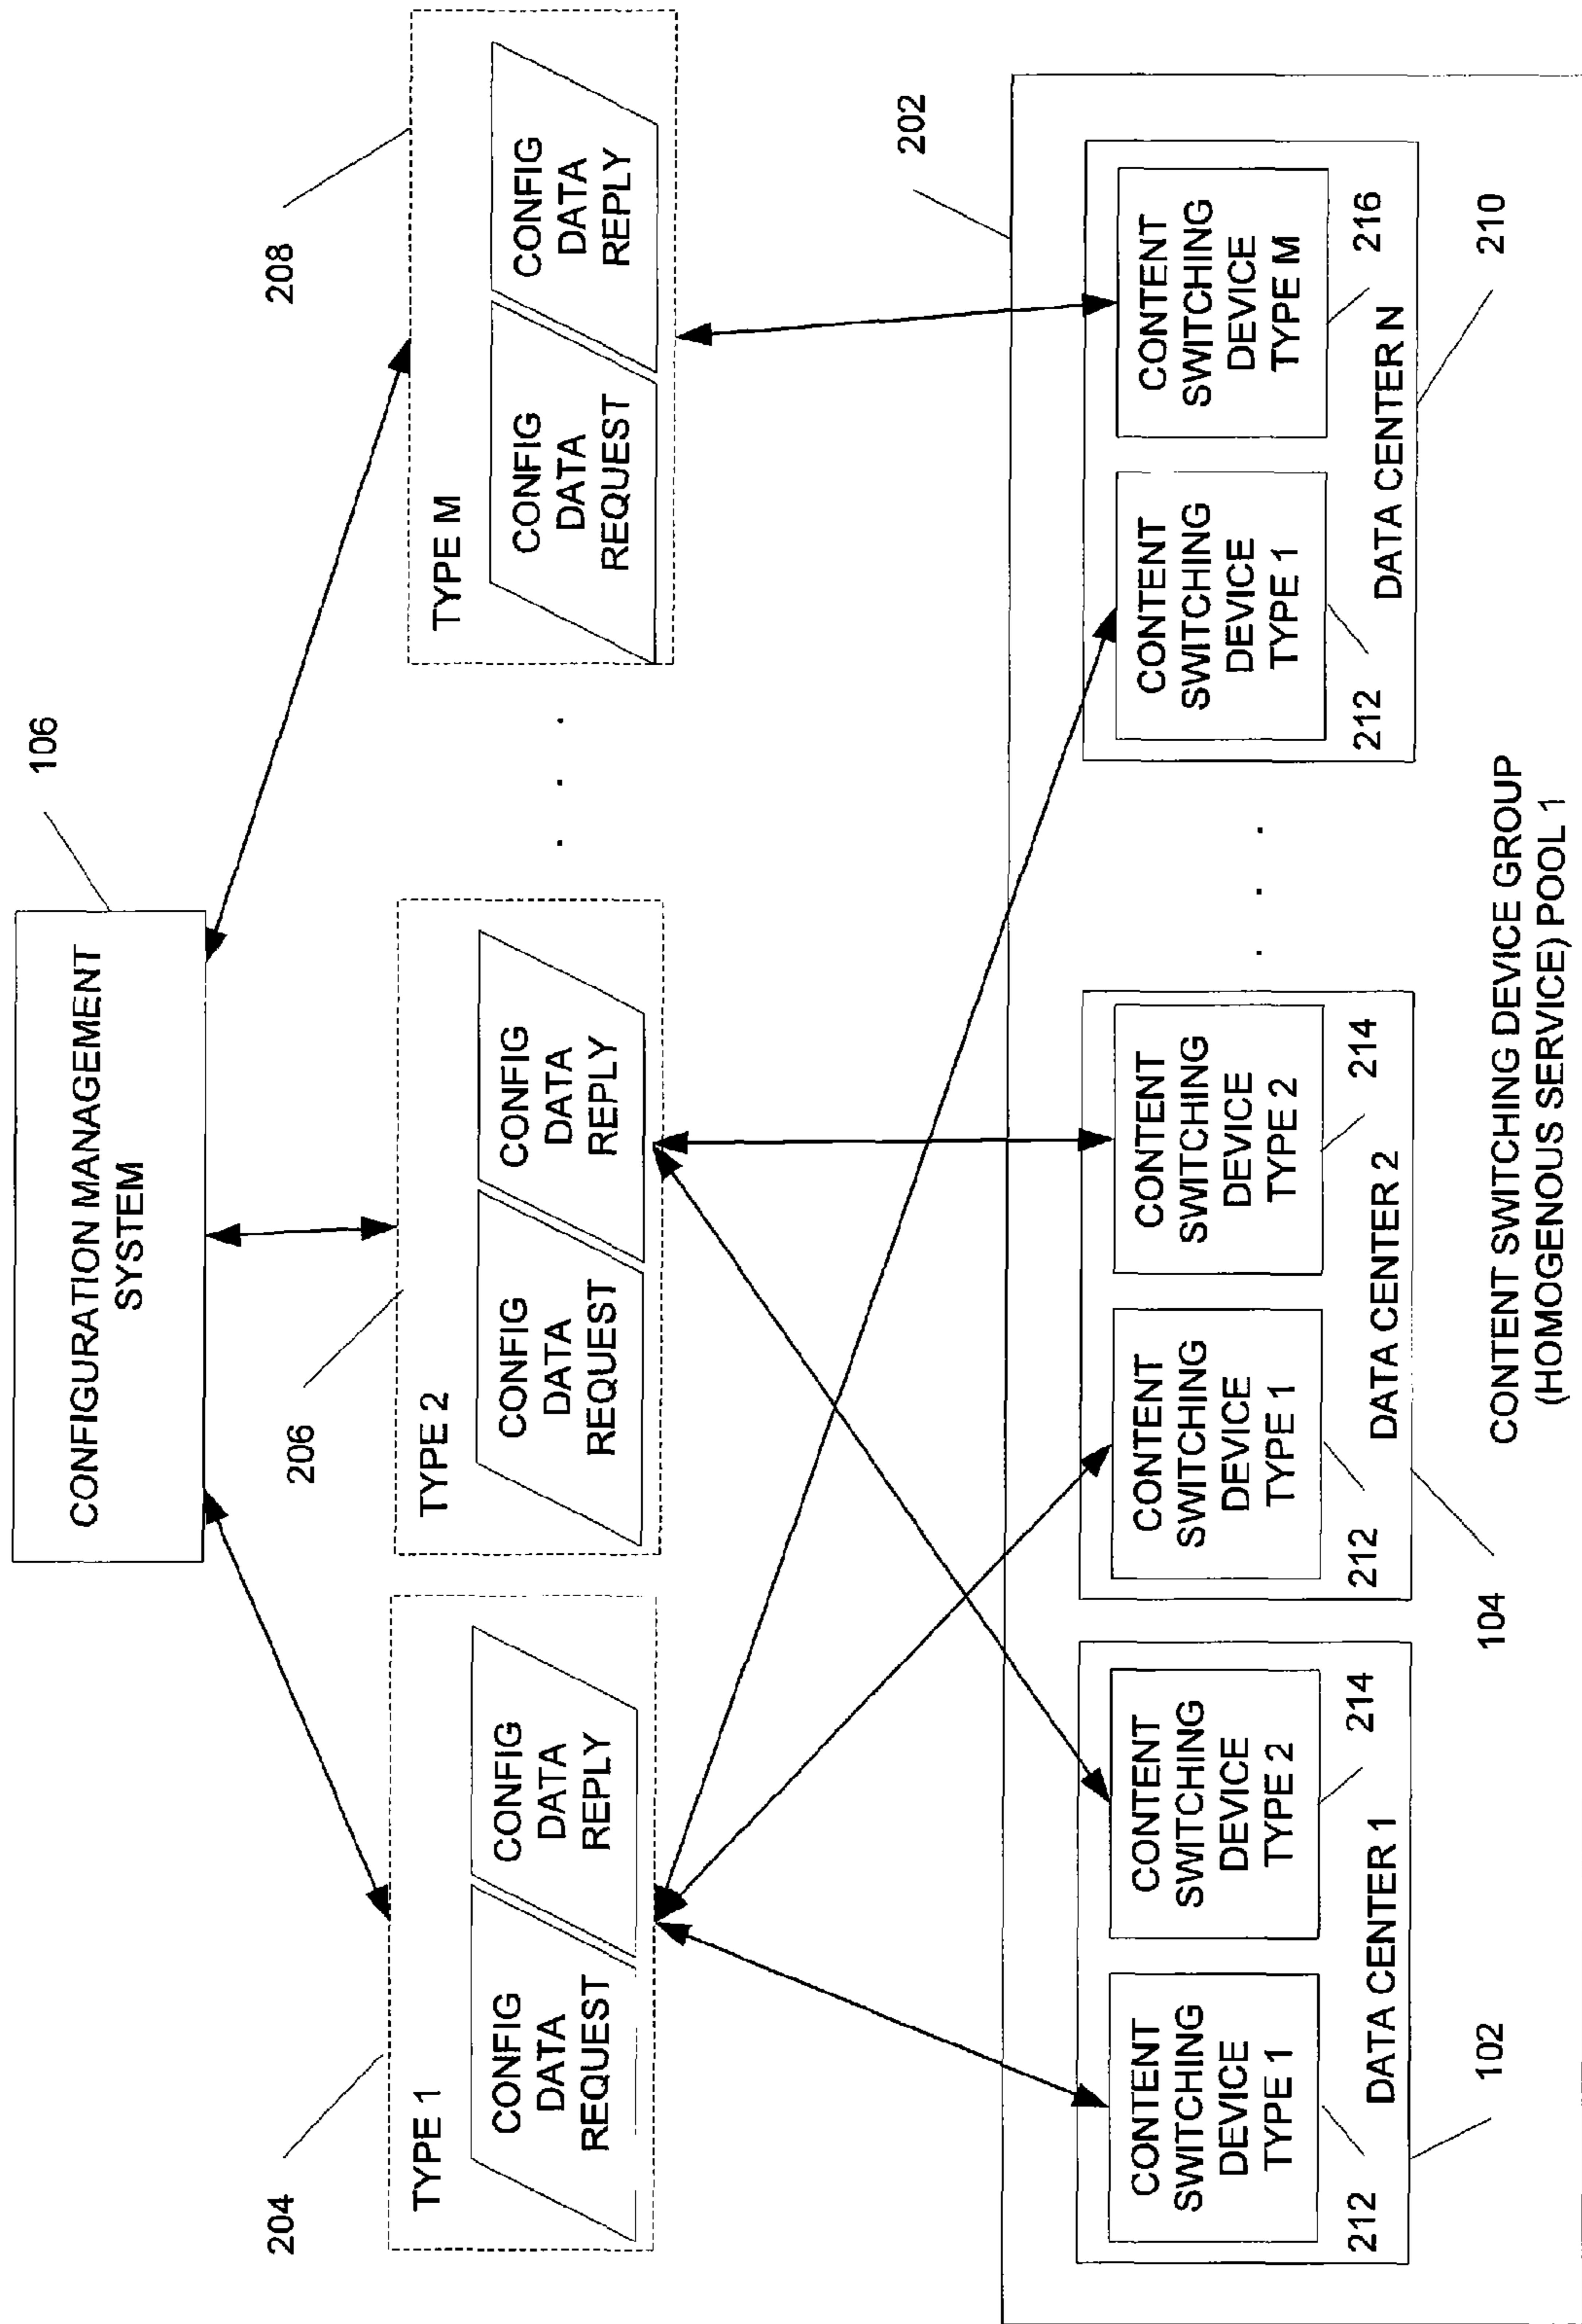 106
CONFIGURATION MANAGEMENT
SYSTEM
204
206
208
TYPE 1
CONFIG
DATA
REQUEST
CONFIG
DATA
REPLY
TYPE 2
CONFIG
DATA
REQUEST
CONFIG
DATA
REPLY
. . .
TYPE M
CONFIG
DATA
REQUEST
CONFIG
DATA
REPLY
202
CONTENT
SWITCHING
DEVICE
TYPE 1
212
CONTENT
SWITCHING
DEVICE
TYPE 2
214
DATA CENTER 1
102
CONTENT
SWITCHING
DEVICE
TYPE 1
212
CONTENT
SWITCHING
DEVICE
TYPE 2
214
DATA CENTER 2
104
. . .
CONTENT
SWITCHING
DEVICE
TYPE 1
212
CONTENT
SWITCHING
DEVICE
TYPE M
216
DATA CENTER N
210
CONTENT SWITCHING DEVICE GROUP
(HOMOGENOUS SERVICE) POOL 1